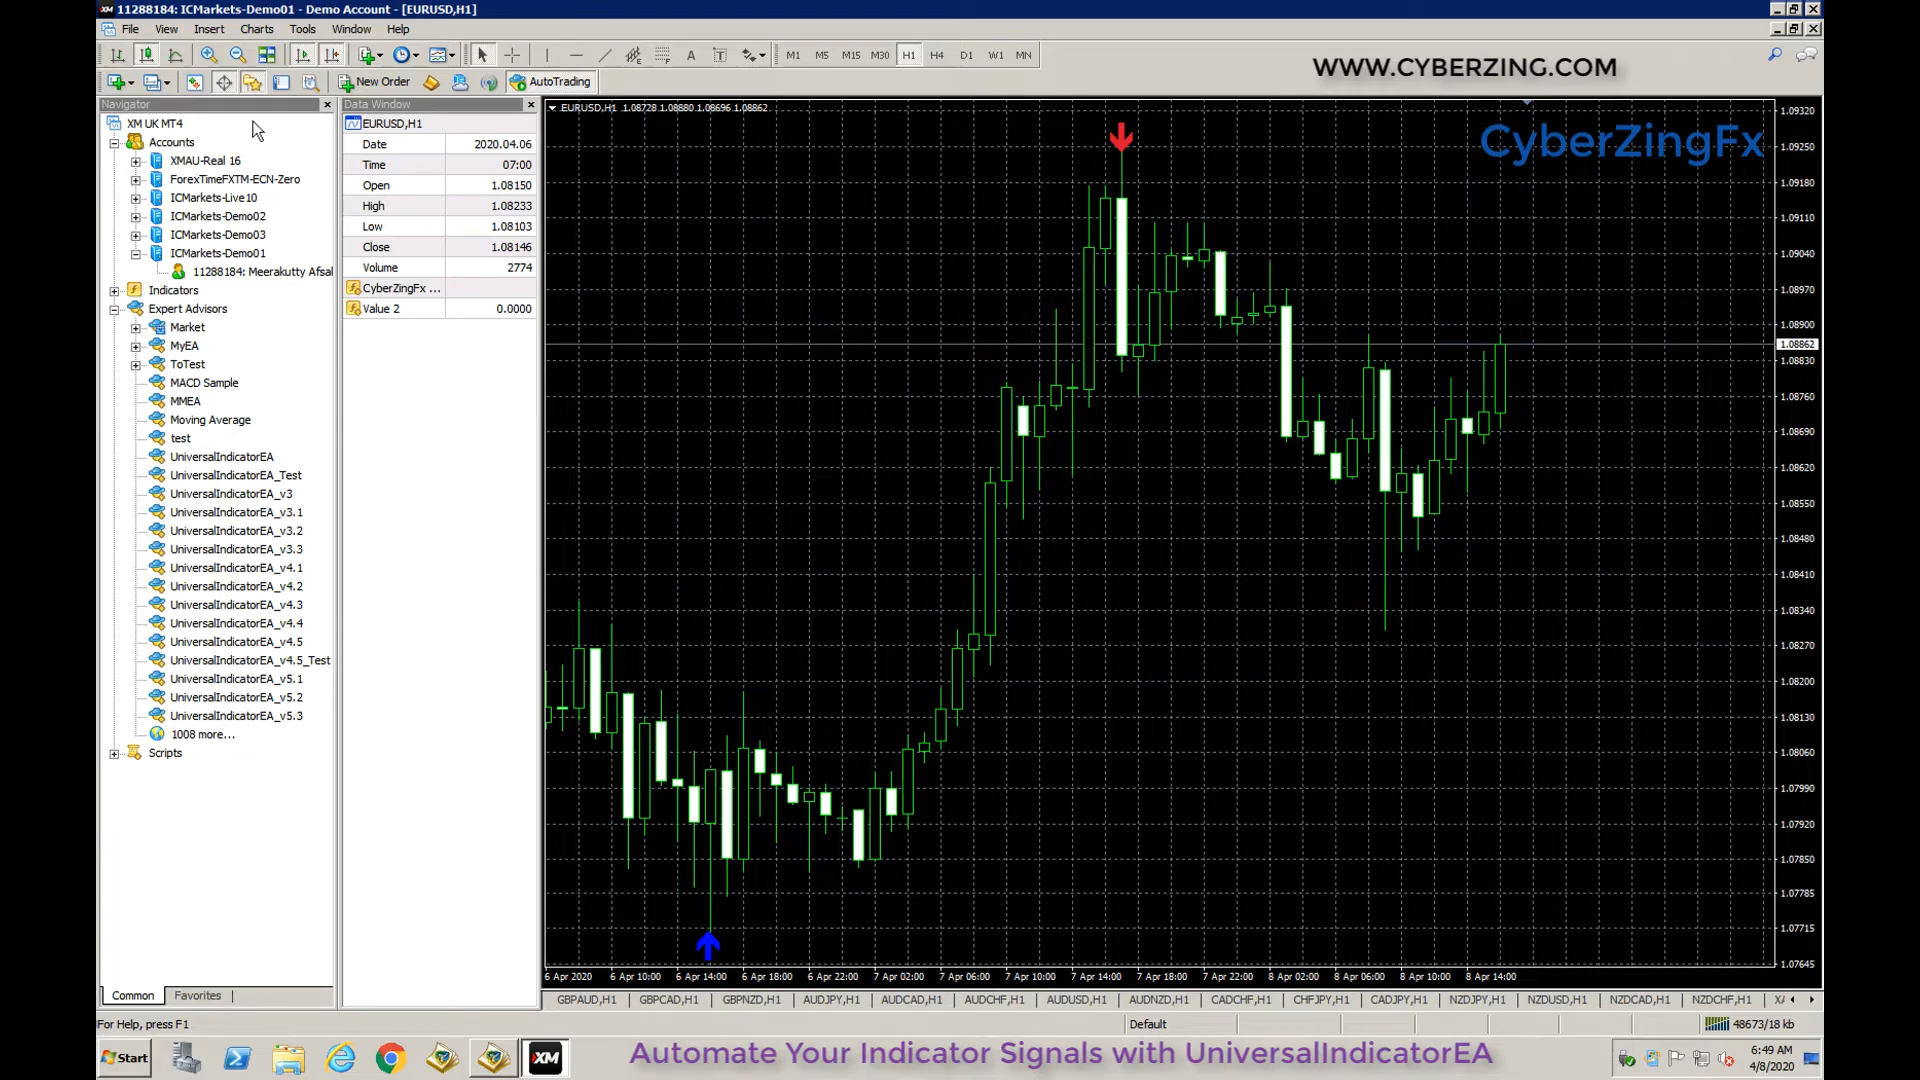 11288184: ICMarkets-Demo01 - Demo Account - [EURUSD,H1]
File View Insert Charts Tools Window Help
M1 M5 M15 M30 H1 H4 D1 W1 MN
WWW.CYBERZING.COM
New Order AutoTrading
Navigator
XM UK MT4
Accounts
XMAU-Real 16
ForexTimeFXTM-ECN-Zero
ICMarkets-Live10
ICMarkets-Demo02
ICMarkets-Demo03
ICMarkets-Demo01
11288184: Meerakutty Afsal
Indicators
Expert Advisors
Market
MyEA
ToTest
MACD Sample
MMEA
Moving Average
test
UniversalIndicatorEA
UniversalIndicatorEA_Test
UniversalIndicatorEA_v3
UniversalIndicatorEA_v3.1
UniversalIndicatorEA_v3.2
UniversalIndicatorEA_v3.3
UniversalIndicatorEA_v4.1
UniversalIndicatorEA_v4.2
UniversalIndicatorEA_v4.3
UniversalIndicatorEA_v4.4
UniversalIndicatorEA_v4.5
UniversalIndicatorEA_v4.5_Test
UniversalIndicatorEA_v5.1
UniversalIndicatorEA_v5.2
UniversalIndicatorEA_v5.3
1008 more...
Scripts
Common Favorites
Data Window
EURUSD,H1
Date 2020.04.06
Time 07:00
Open 1.08150
High 1.08233
Low 1.08103
Close 1.08146
Volume 2774
CyberZingFx ...
Value 2 0.0000
EURUSD,H1 1.08728 1.08880 1.08696 1.08862
CyberZingFx
1.09320
1.09250
1.09180
1.09110
1.09040
1.08970
1.08900
1.08862
1.08830
1.08760
1.08690
1.08620
1.08550
1.08480
1.08410
1.08340
1.08270
1.08200
1.08130
1.08060
1.07990
1.07920
1.07850
1.07785
1.07715
1.07645
6 Apr 2020 6 Apr 10:00 6 Apr 14:00 6 Apr 18:00 6 Apr 22:00 7 Apr 02:00 7 Apr 06:00 7 Apr 10:00 7 Apr 14:00 7 Apr 18:00 7 Apr 22:00 8 Apr 02:00 8 Apr 06:00 8 Apr 10:00 8 Apr 14:00
GBPAUD,H1 GBPCAD,H1 GBPNZD,H1 AUDJPY,H1 AUDCAD,H1 AUDCHF,H1 AUDUSD,H1 AUDNZD,H1 CADCHF,H1 CHFJPY,H1 CADJPY,H1 NZDJPY,H1 NZDUSD,H1 NZDCAD,H1 NZDCHF,H1
For Help, press F1 Default 48673/18 kb
Start XM
Automate Your Indicator Signals with UniversalIndicatorEA
6:49 AM
4/8/2020